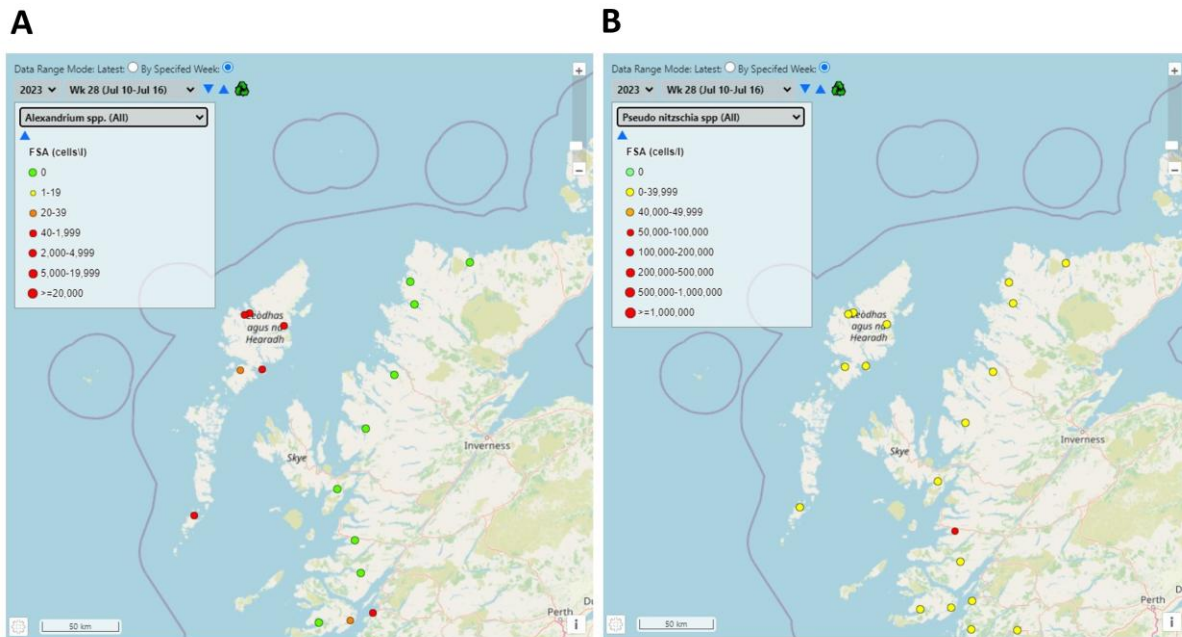 A
Data Range Mode: Latest: By Specifed Week:
2023 Wk 28 (Jul 10-Jul 16)
Alexandrium spp. (All)
FSA (cells\l)
0
1-19
20-39
40-1,999
2,000-4,999
5,000-19,999
>=20,000
Leòdhas
agus na
Hearadh
Skye
Inverness
Perth
50 km
i
B
Data Range Mode: Latest: By Specifed Week:
2023 Wk 28 (Jul 10-Jul 16)
Pseudo nitzschia spp (All)
FSA (cells/l)
0
0-39,999
40,000-49,999
50,000-100,000
100,000-200,000
200,000-500,000
500,000-1,000,000
>=1,000,000
Leòdhas
agus na
Hearadh
Skye
Inverness
Perth
50 km
i